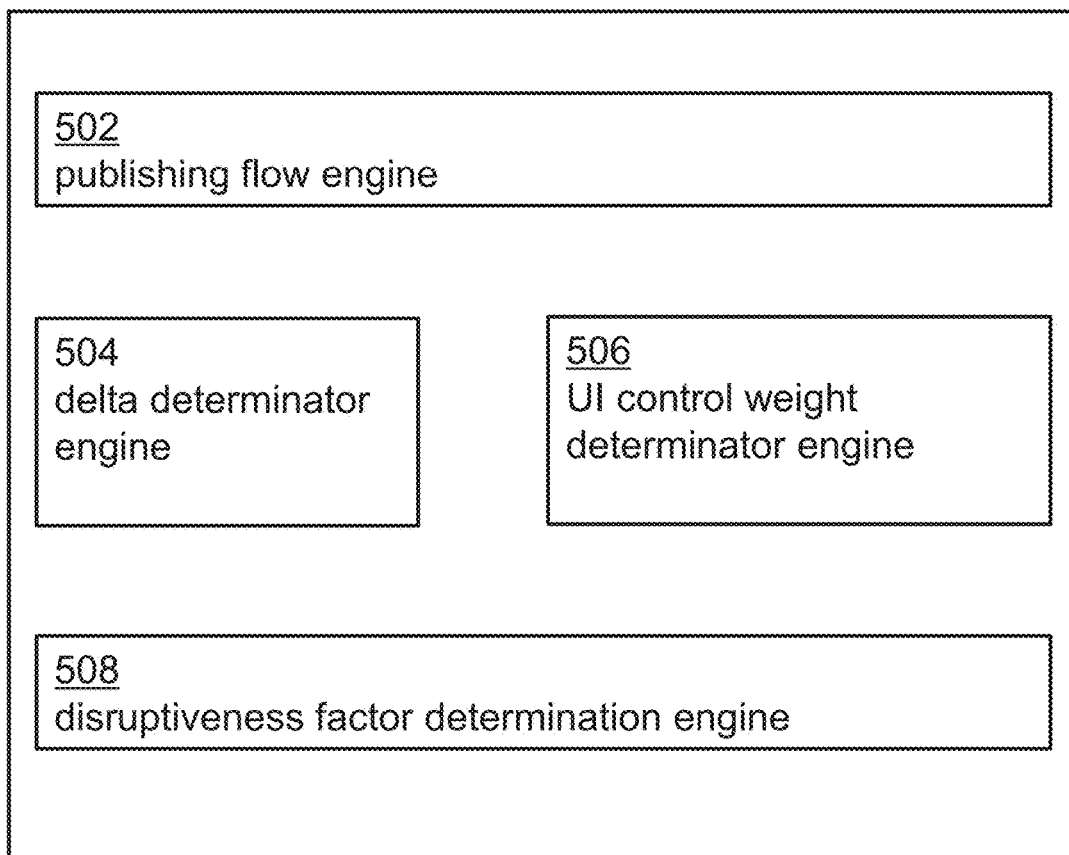 502
publishing flow engine
504
delta determinator
engine
506
UI control weight
determinator engine
508
disruptiveness factor determination engine